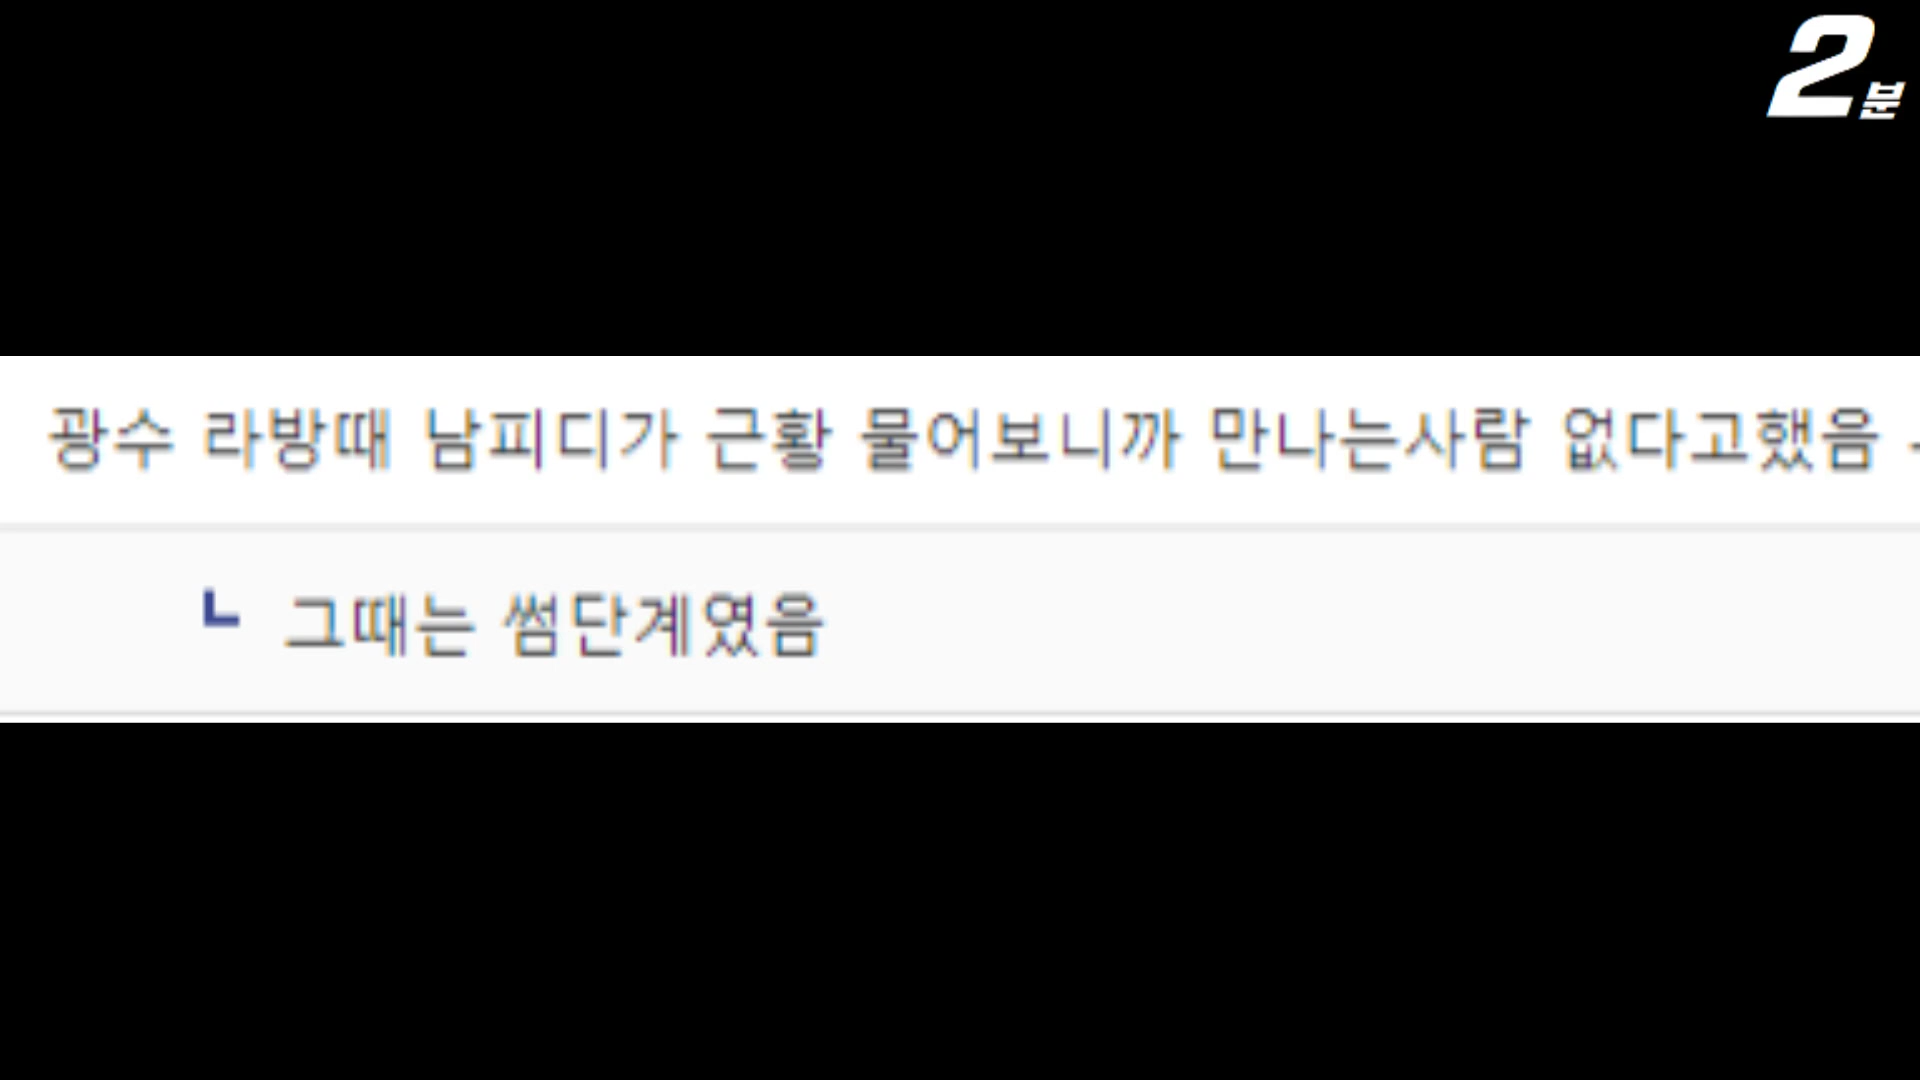 2분
광수 라방때 남피디가 근황 물어보니까 만나는사람 없다고했음
ㄴ 그때는 썸단계였음